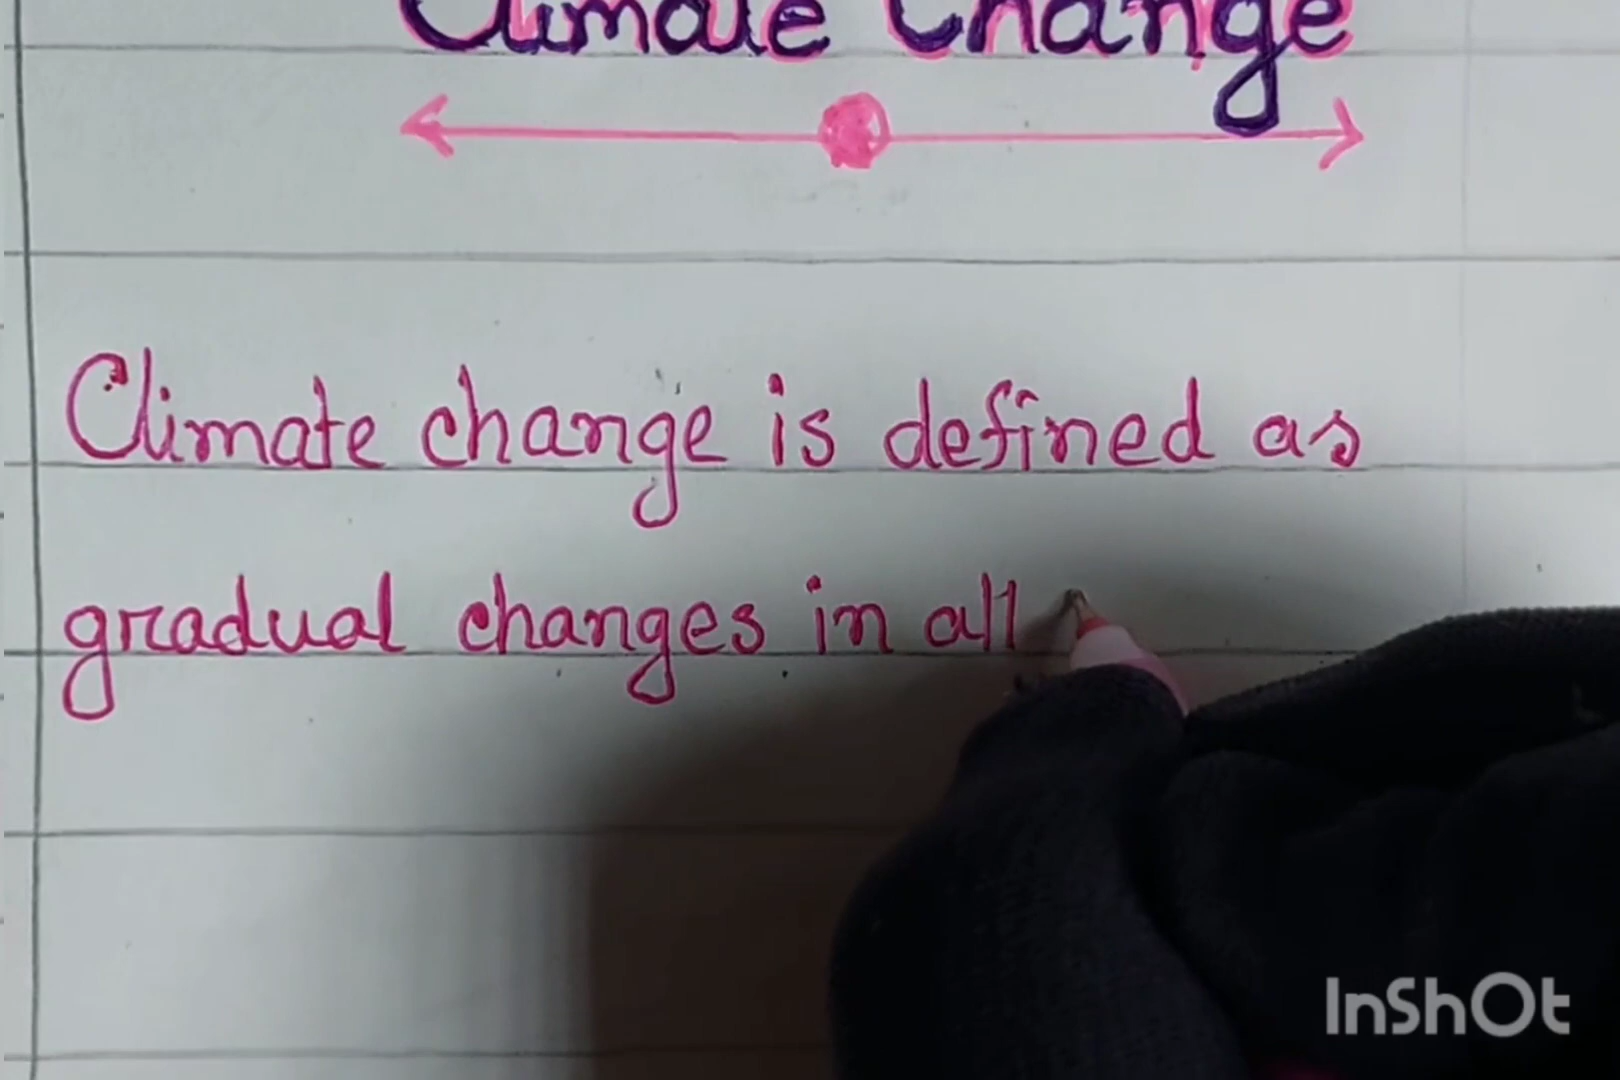 Climate Change
Climate change is defined as
gradual changes in all
InShOt